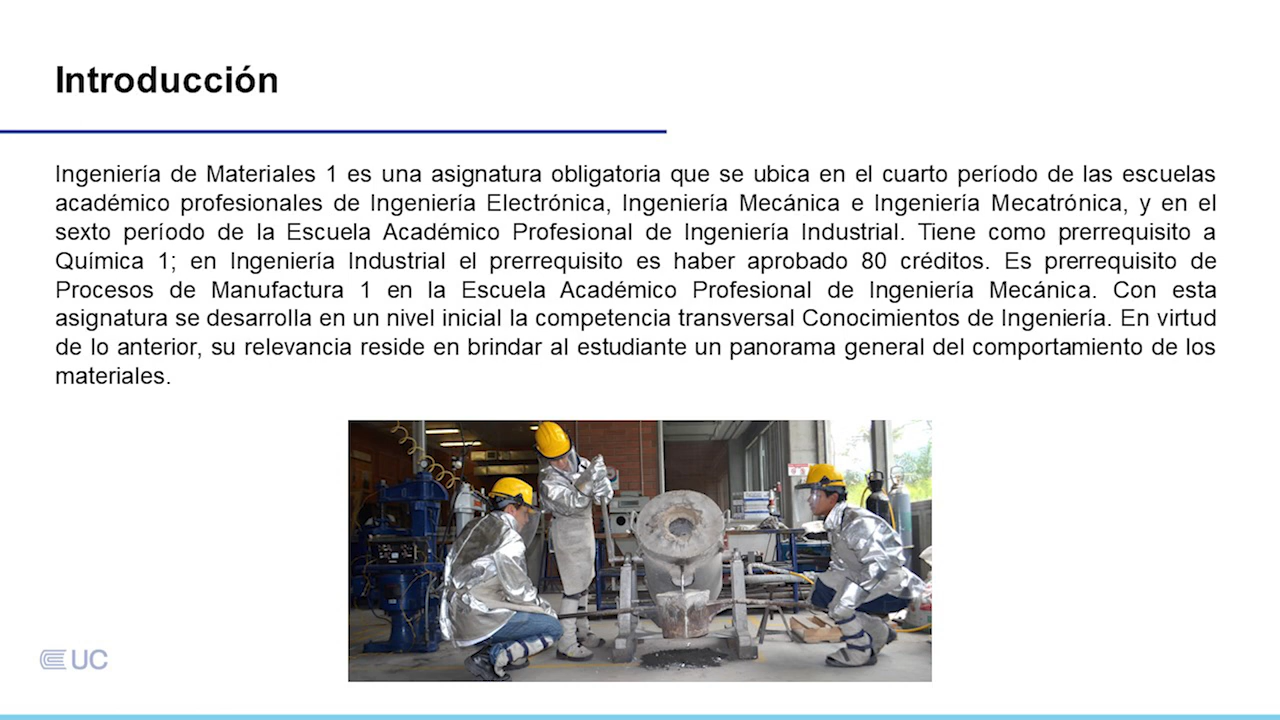 Introducción
Ingeniería de Materiales 1 es una asignatura obligatoria que se ubica en el cuarto período de las escuelas
académico profesionales de Ingeniería Electrónica, Ingeniería Mecánica e Ingeniería Mecatrónica, y en el
sexto período de la Escuela Académico Profesional de Ingeniería Industrial. Tiene como prerrequisito a
Química 1; en Ingeniería Industrial el prerrequisito es haber aprobado 80 créditos. Es prerrequisito de
Procesos de Manufactura 1 en la Escuela Académico Profesional de Ingeniería Mecánica. Con esta
asignatura se desarrolla en un nivel inicial la competencia transversal Conocimientos de Ingeniería. En virtud
de lo anterior, su relevancia reside en brindar al estudiante un panorama general del comportamiento de los
materiales.
UC